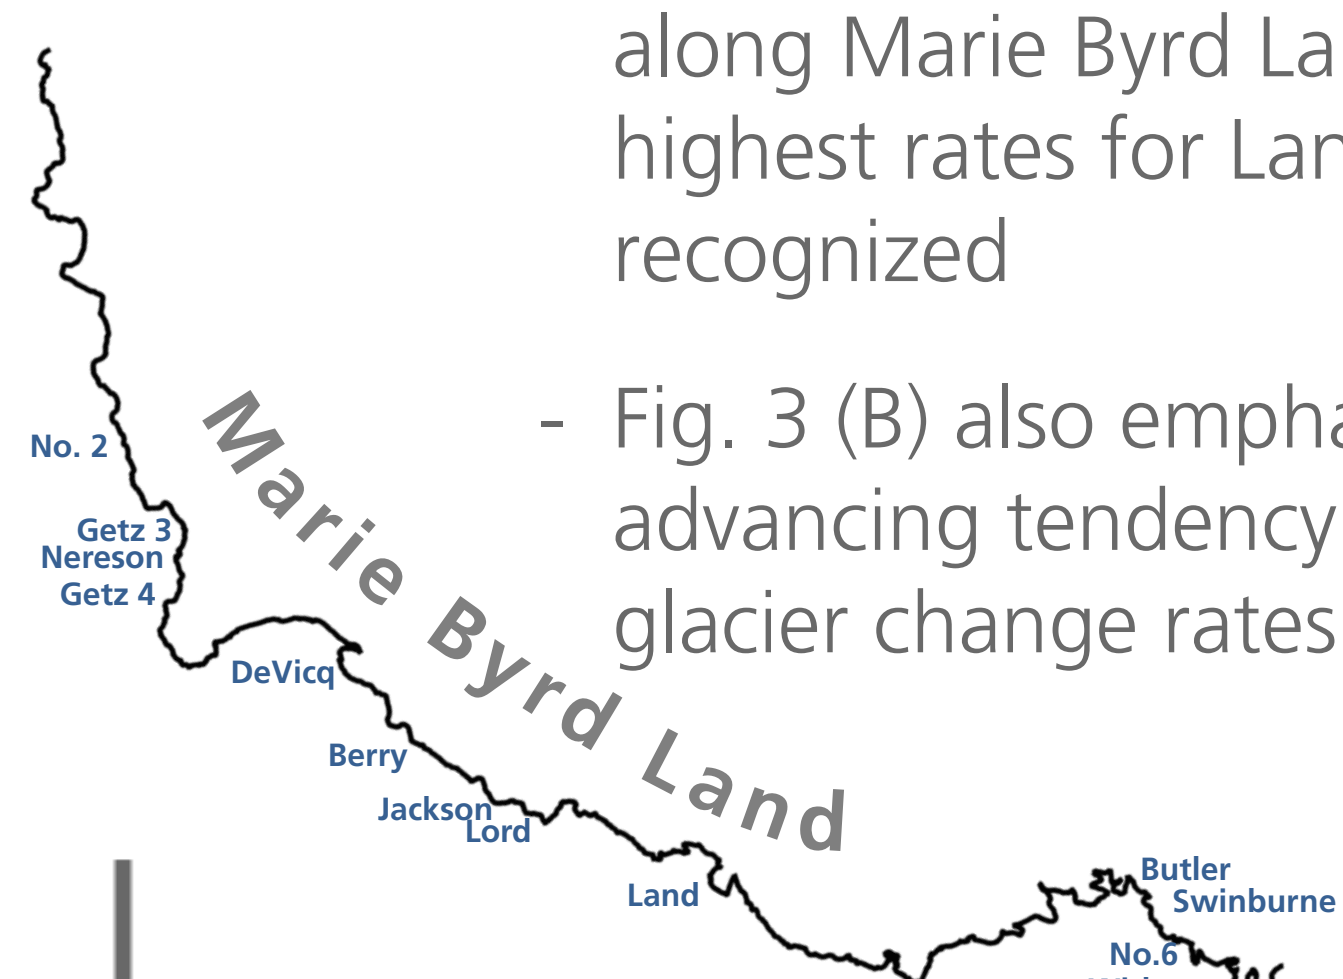 along Marie Byrd La
highest rates for Lan
recognized
- Fig. 3 (B) also empha
advancing tendency
glacier change rates
Marie Byrd Land
No. 2
Getz 3
Nereson
Getz 4
DeVicq
Berry
Jackson
Lord
Land
Butler
Swinburne
No.6